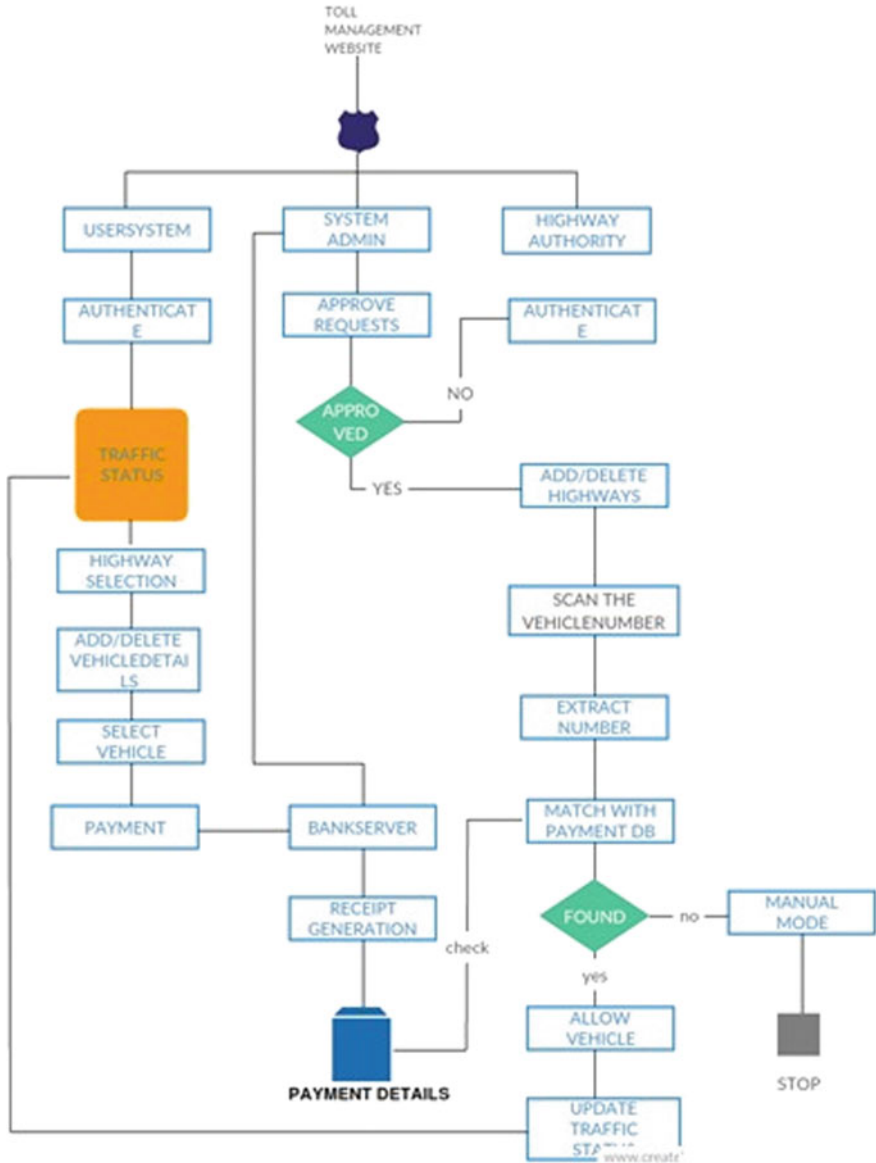 TOLL
MANAGEMENT
WEBSITE
USERSYSTEM
SYSTEM
ADMIN
HIGHWAY
AUTHORITY
AUTHENTICAT
E
APPROVE
REQUESTS
AUTHENTICAT
E
NO
APPRO
VED
TRAFFIC
STATUS
YES
ADD/DELETE
HIGHWAYS
HIGHWAY
SELECTION
SCAN THE
VEHICLENUMBER
ADD/DELETE
VEHICLEDETAI
LS
EXTRACT
NUMBER
SELECT
VEHICLE
PAYMENT
BANKSERVER
MATCH WITH
PAYMENT DB
RECEIPT
GENERATION
FOUND
no
MANUAL
MODE
check
yes
ALLOW
VEHICLE
STOP
PAYMENT DETAILS
UPDATE
TRAFFIC